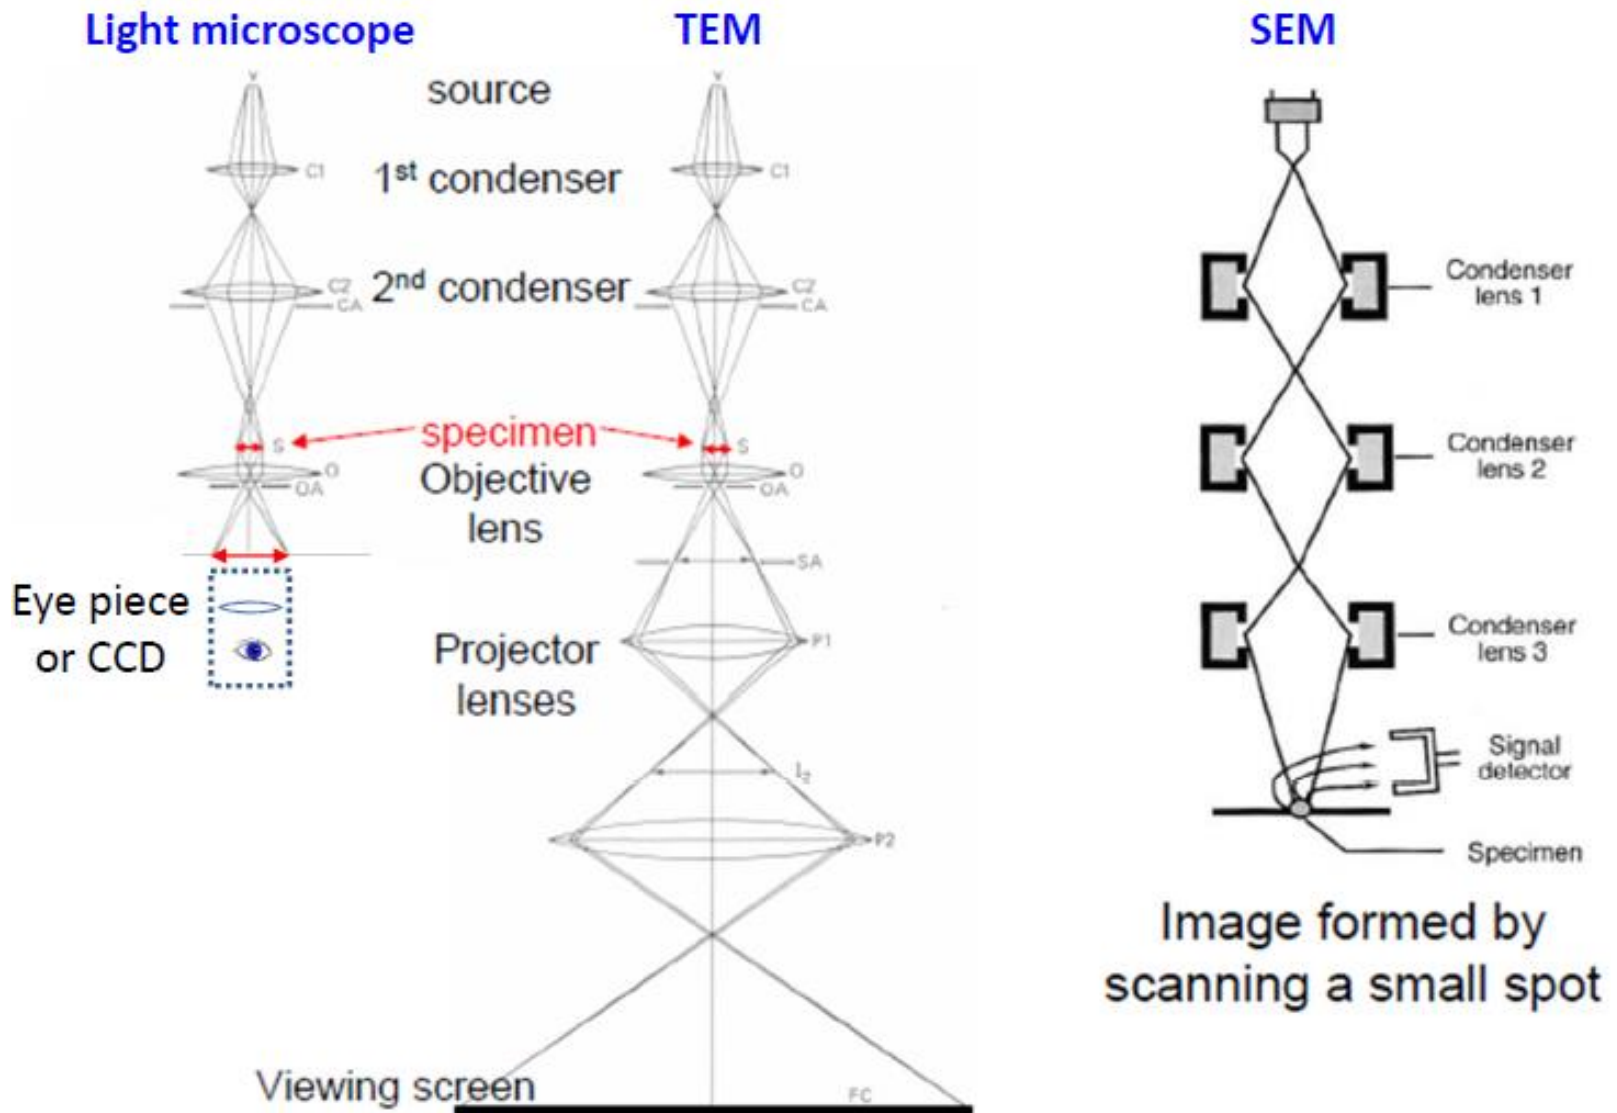 Light microscope
TEM
SEM
source
C1
1st condenser
C1
C2
CA
2nd condenser
C2
CA
specimen
S
S
O
OA
Objective
lens
O
OA
SA
Eye piece
or CCD
Projector
lenses
P1
I2
P2
Viewing screen
FC
Condenser
lens 1
Condenser
lens 2
Condenser
lens 3
Signal
detector
Specimen
Image formed by
scanning a small spot